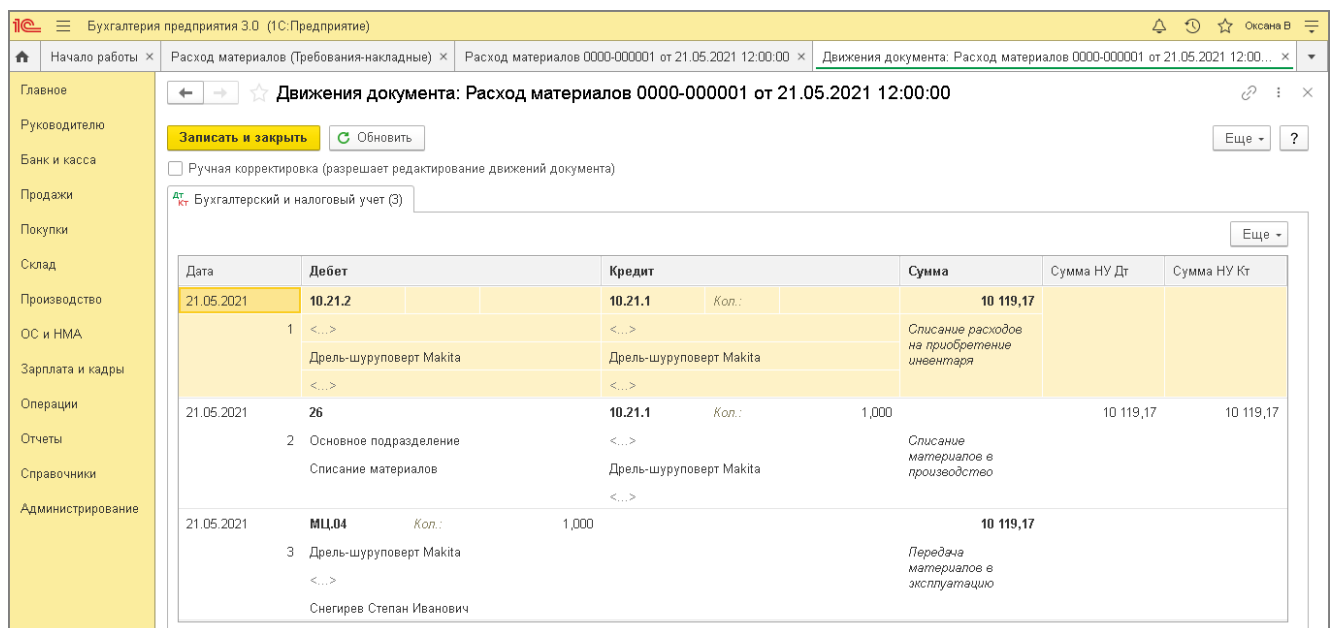 1С Бухгалтерия предприятия 3.0 (1С:Предприятие) Оксана В
Начало работы × Расход материалов (Требования-накладные) × Расход материалов 0000-000001 от 21.05.2021 12:00:00 × Движения документа: Расход материалов 0000-000001 от 21.05.2021 12:00... ×
Главное
Руководителю
Банк и касса
Продажи
Покупки
Склад
Производство
ОС и НМА
Зарплата и кадры
Операции
Отчеты
Справочники
Администрирование
Движения документа: Расход материалов 0000-000001 от 21.05.2021 12:00:00
Записать и закрыть Обновить Еще ?
Ручная корректировка (разрешает редактирование движений документа)
Дт Кт Бухгалтерский и налоговый учет (3)
Еще
Дата Дебет Кредит Сумма Сумма НУ Дт Сумма НУ Кт
21.05.2021 10.21.2 10.21.1 Кол.: 10 119,17
1 <...> <...> Списание расходов
на приобретение
Дрель-шуруповерт Makita Дрель-шуруповерт Makita инвентаря
<...> <...>
21.05.2021 26 10.21.1 Кол.: 1,000 10 119,17 10 119,17
2 Основное подразделение <...> Списание
материалов в
Списание материалов Дрель-шуруповерт Makita производство
<...>
21.05.2021 МЦ.04 Кол.: 1,000 10 119,17
3 Дрель-шуруповерт Makita Передача
материалов в
<...> эксплуатацию
Снегирев Степан Иванович